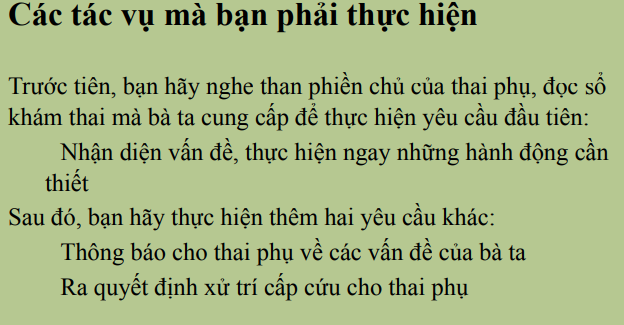 Các tác vụ mà bạn phải thực hiện
Trước tiên, bạn hãy nghe than phiền chủ của thai phụ, đọc sổ
khám thai mà bà ta cung cấp để thực hiện yêu cầu đầu tiên:
Nhận diện vấn đề, thực hiện ngay những hành động cần
thiết
Sau đó, bạn hãy thực hiện thêm hai yêu cầu khác:
Thông báo cho thai phụ về các vấn đề của bà ta
Ra quyết định xử trí cấp cứu cho thai phụ